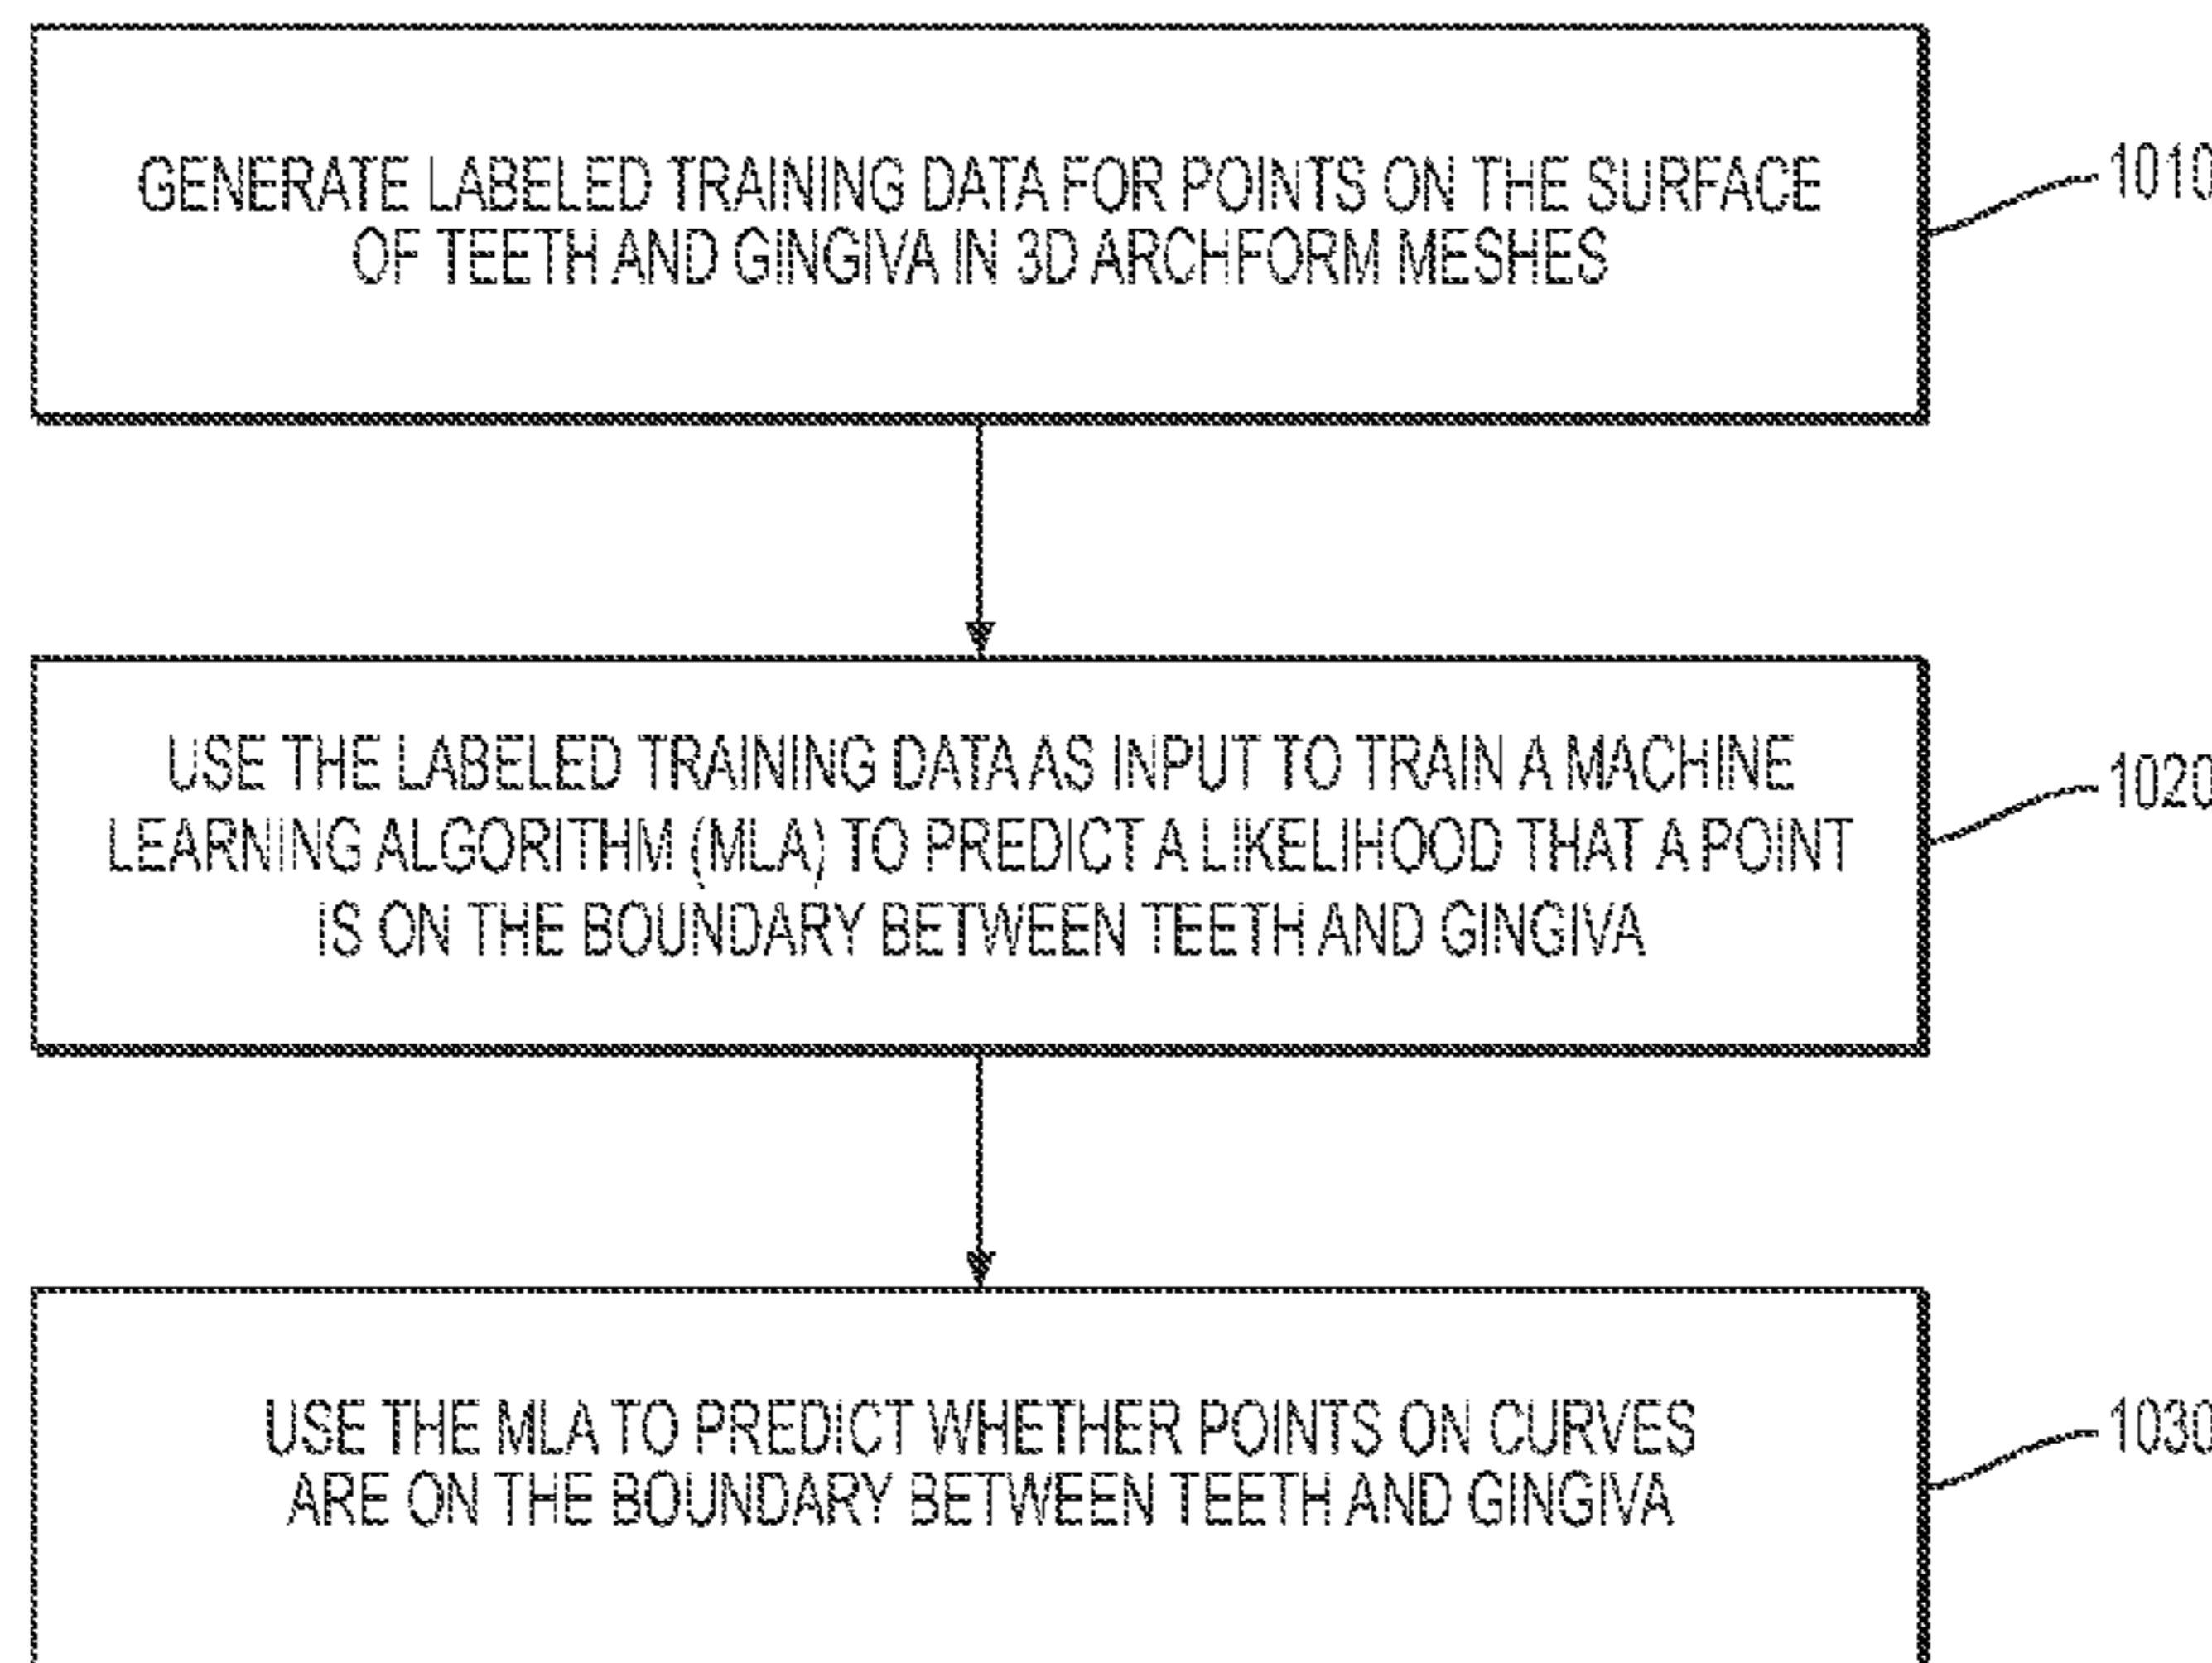 GENERATE LABELED TRAINING DATA FOR POINTS ON THE SURFACE
OF TEETH AND GINGIVA IN 3D ARCHFORM MESHES
1010
USE THE LABELED TRAINING DATA AS INPUT TO TRAIN A MACHINE
LEARNING ALGORITHM (MLA) TO PREDICT A LIKELIHOOD THAT A POINT
IS ON THE BOUNDARY BETWEEN TEETH AND GINGIVA
1020
USE THE MLA TO PREDICT WHETHER POINTS ON CURVES
ARE ON THE BOUNDARY BETWEEN TEETH AND GINGIVA
1030